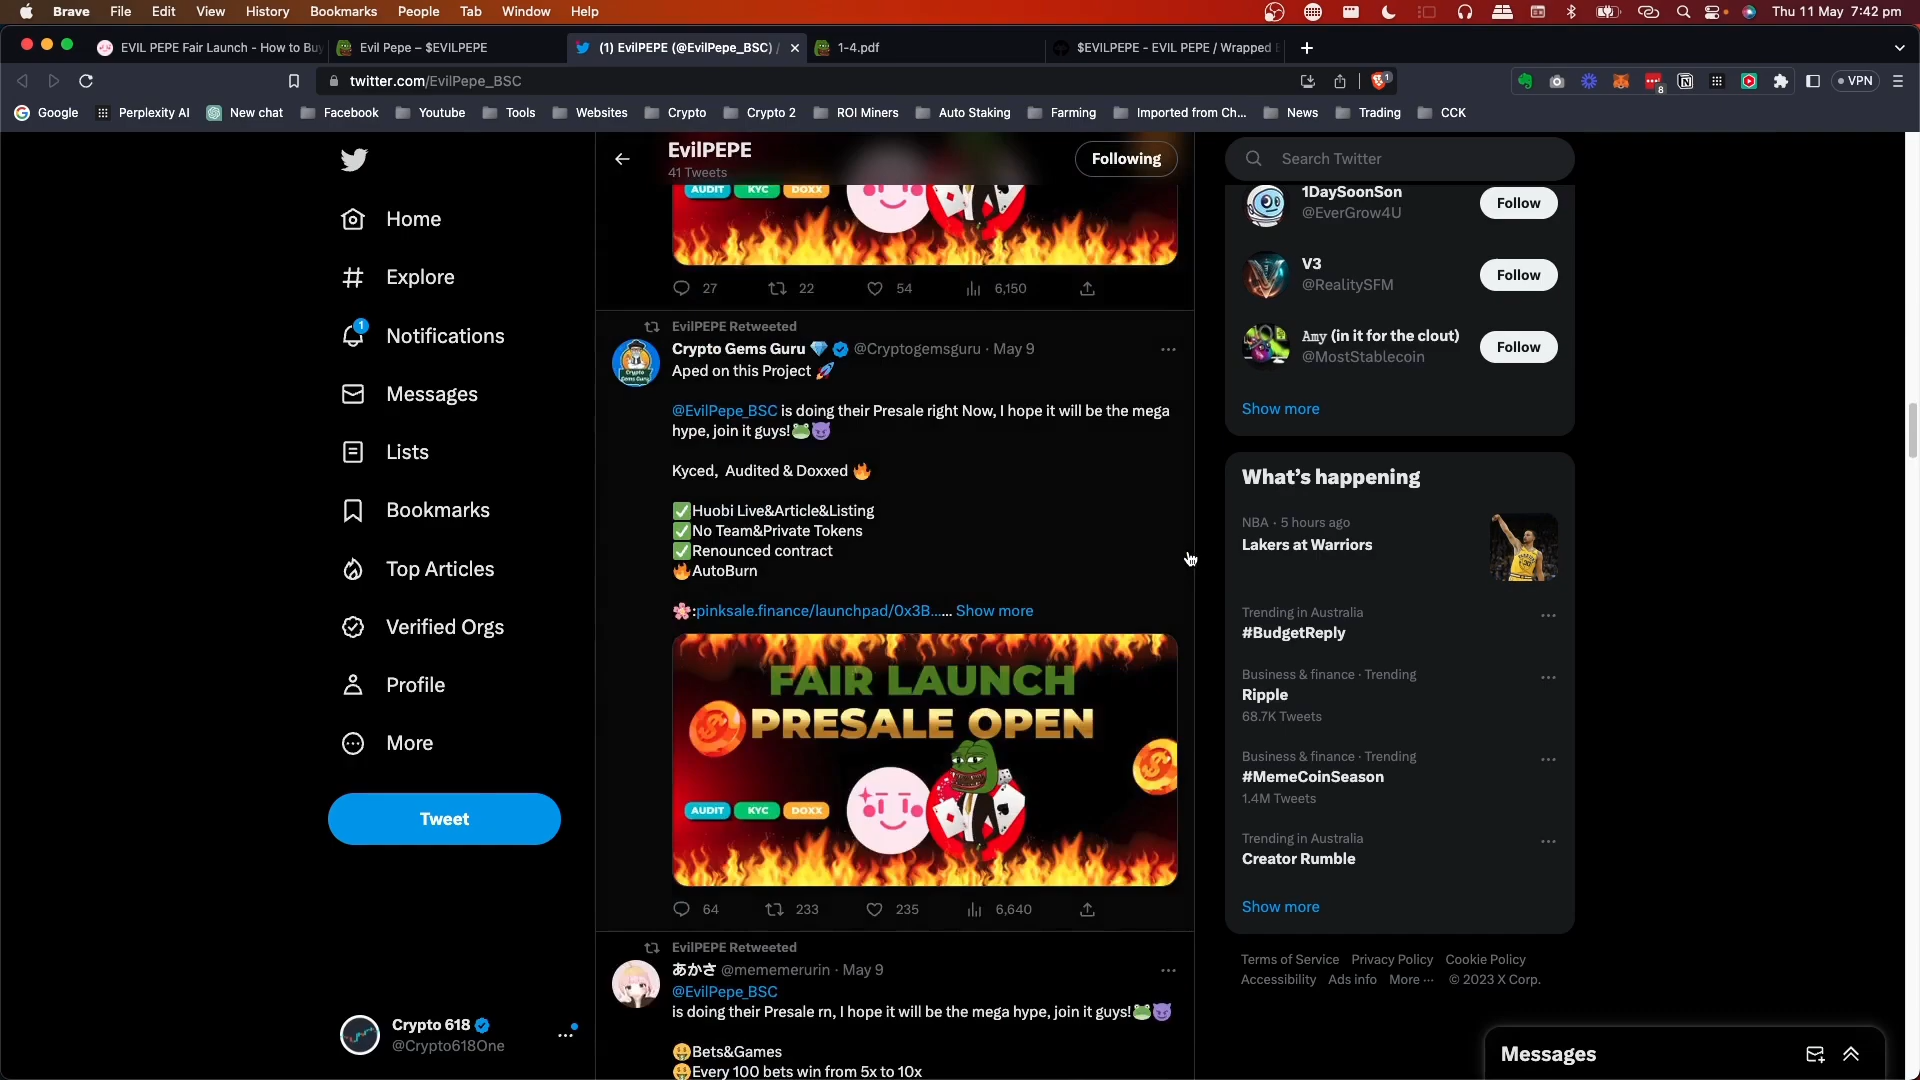 Brave File Edit View History Bookmarks People Tab Window Help
Thu 11 May 7:42 pm
EVIL PEPE Fair Launch - How to Buy
Evil Pepe – $EVILPEPE
(1) EvilPEPE (@EvilPepe_BSC) /
1-4.pdf
$EVILPEPE - EVIL PEPE / Wrapped
twitter.com/EvilPepe_BSC
1
8
VPN
Google
Perplexity AI
New chat
Facebook
Youtube
Tools
Websites
Crypto
Crypto 2
ROI Miners
Auto Staking
Farming
Imported from Ch...
News
Trading
CCK
Home
Explore
1
Notifications
Messages
Lists
Bookmarks
Top Articles
Verified Orgs
Profile
More
Tweet
Crypto 618
@Crypto618One
EvilPEPE
41 Tweets
Following
AUDIT KYC DOXX
27 22 54 6,150
EvilPEPE Retweeted
Crypto Gems Guru 💎 @Cryptogemsguru · May 9
Aped on this Project 🚀
@EvilPepe_BSC is doing their Presale right Now, I hope it will be the mega
hype, join it guys!🐸😈
Kyced, Audited & Doxxed 🔥
✅Huobi Live&Article&Listing
✅No Team&Private Tokens
✅Renounced contract
🔥AutoBurn
🌸:pinksale.finance/launchpad/0x3B...... Show more
FAIR LAUNCH
PRESALE OPEN
AUDIT KYC DOXX
64 233 235 6,640
EvilPEPE Retweeted
あかさ @mememerurin · May 9
@EvilPepe_BSC
is doing their Presale rn, I hope it will be the mega hype, join it guys!🐸😈
🤑Bets&Games
🤑Every 100 bets win from 5x to 10x
Search Twitter
1DaySoonSon
@EverGrow4U
Follow
V3
@RealitySFM
Follow
Amy (in it for the clout)
@MostStablecoin
Follow
Show more
What's happening
NBA · 5 hours ago
Lakers at Warriors
Trending in Australia
#BudgetReply
Business & finance · Trending
Ripple
68.7K Tweets
Business & finance · Trending
#MemeCoinSeason
1.4M Tweets
Trending in Australia
Creator Rumble
Show more
Terms of Service Privacy Policy Cookie Policy
Accessibility Ads info More ··· © 2023 X Corp.
Messages